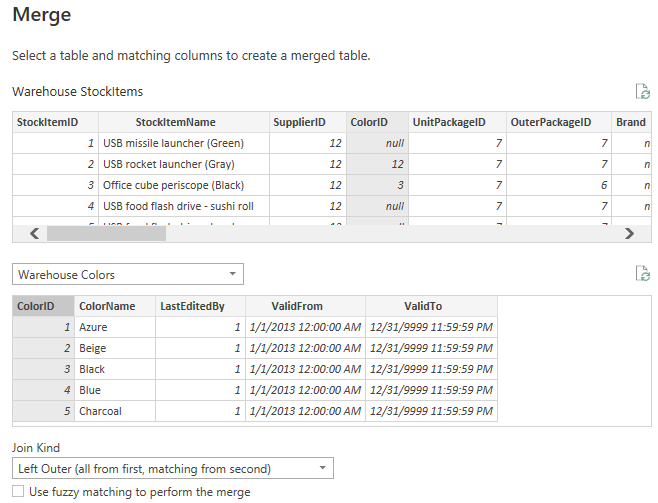 Merge
Select a table and matching columns to create a merged table.
Warehouse StockItems
StockItemID StockItemName SupplierID ColorID UnitPackageID OuterPackageID Brand
1 USB missile launcher (Green) 12 null 7 7 n
2 USB rocket launcher (Gray) 12 12 7 7 n
3 Office cube periscope (Black) 12 3 7 6 n
4 USB food flash drive - sushi roll 12 null 7 7 n
Warehouse Colors
ColorID ColorName LastEditedBy ValidFrom ValidTo
1 Azure 1 1/1/2013 12:00:00 AM 12/31/9999 11:59:59 PM
2 Beige 1 1/1/2013 12:00:00 AM 12/31/9999 11:59:59 PM
3 Black 1 1/1/2013 12:00:00 AM 12/31/9999 11:59:59 PM
4 Blue 1 1/1/2013 12:00:00 AM 12/31/9999 11:59:59 PM
5 Charcoal 1 1/1/2013 12:00:00 AM 12/31/9999 11:59:59 PM
Join Kind
Left Outer (all from first, matching from second)
Use fuzzy matching to perform the merge